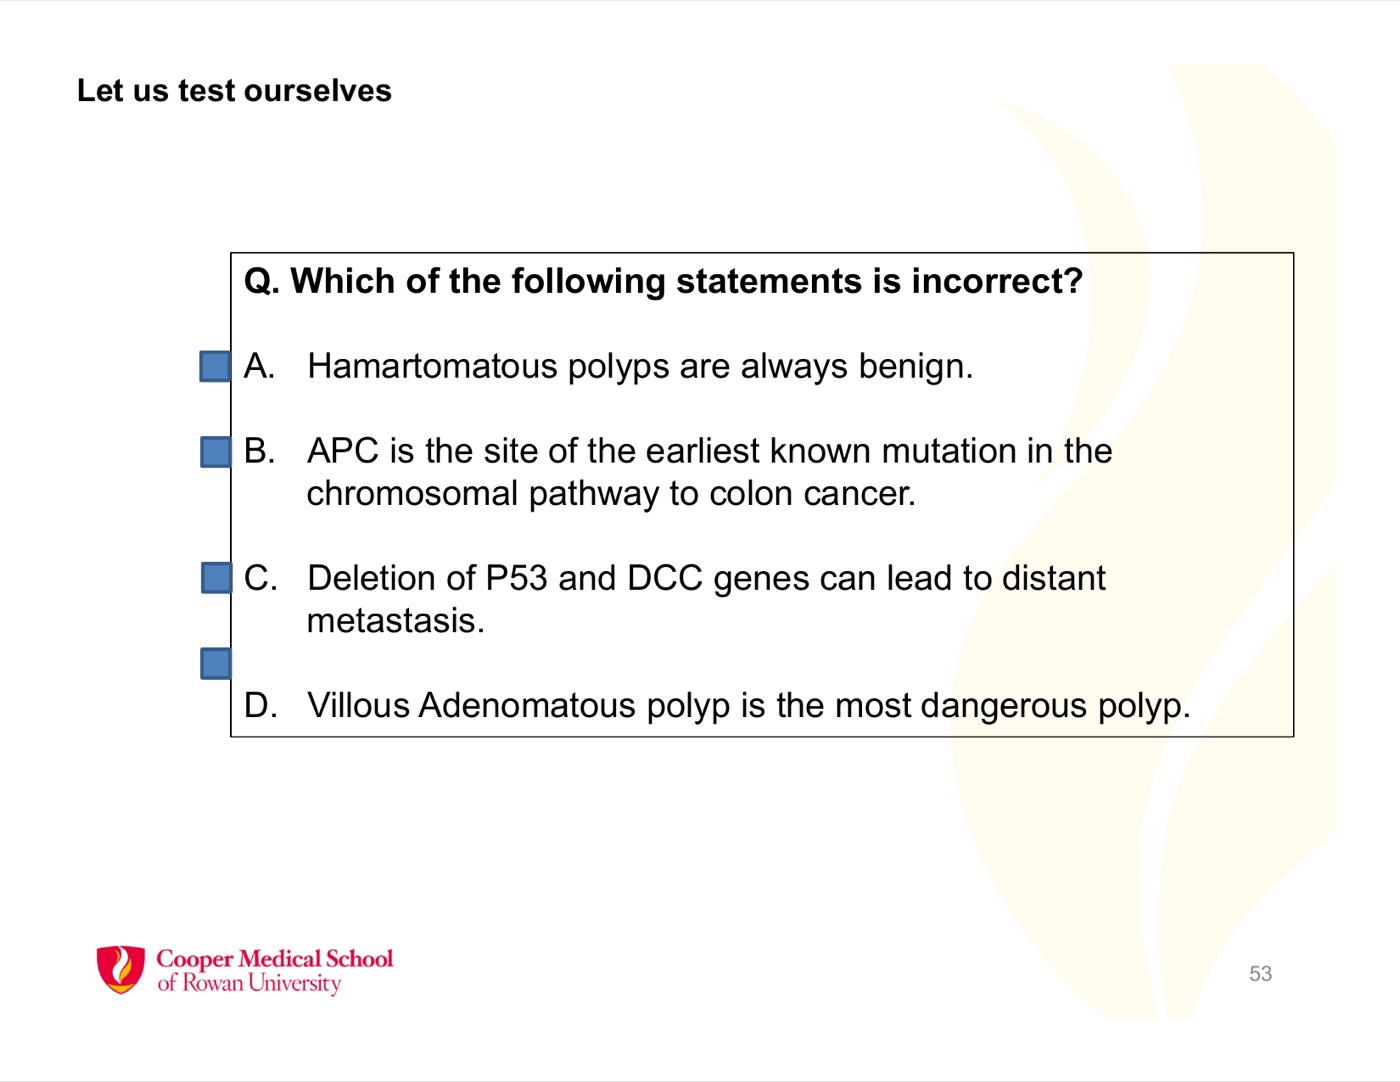 Let us test ourselves
Q. Which of the following statements is incorrect?
A. Hamartomatous polyps are always benign.
B. APC is the site of the earliest known mutation in the
chromosomal pathway to colon cancer.
C. Deletion of P53 and DCC genes can lead to distant
metastasis.
D. Villous Adenomatous polyp is the most dangerous polyp.
Cooper Medical School
of Rowan University
53